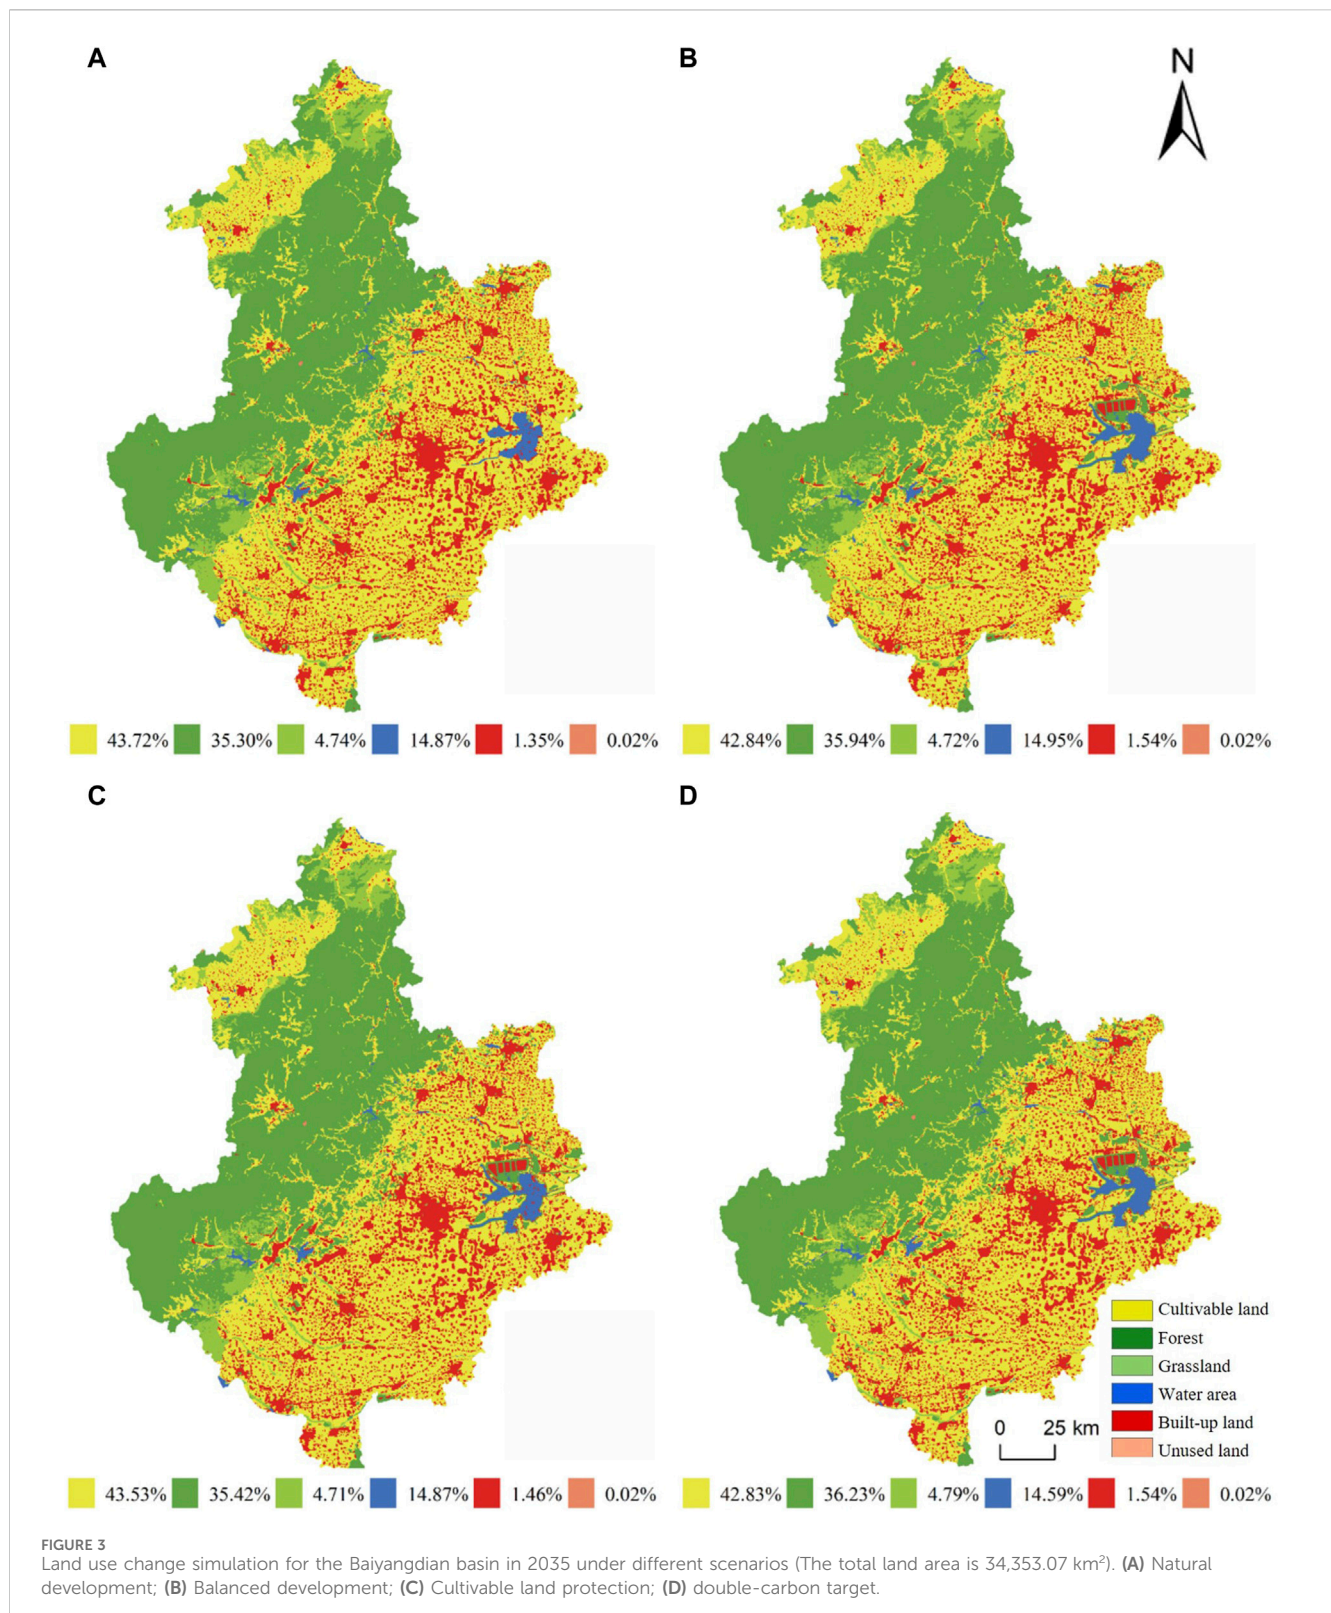 A
B
N
43.72% 35.30% 4.74% 14.87% 1.35% 0.02%
42.84% 35.94% 4.72% 14.95% 1.54% 0.02%
C
D
Cultivable land
Forest
Grassland
Water area
Built-up land
Unused land
0 25 km
43.53% 35.42% 4.71% 14.87% 1.46% 0.02%
42.83% 36.23% 4.79% 14.59% 1.54% 0.02%
FIGURE 3
Land use change simulation for the Baiyangdian basin in 2035 under different scenarios (The total land area is 34,353.07 km²). (A) Natural
development; (B) Balanced development; (C) Cultivable land protection; (D) double-carbon target.